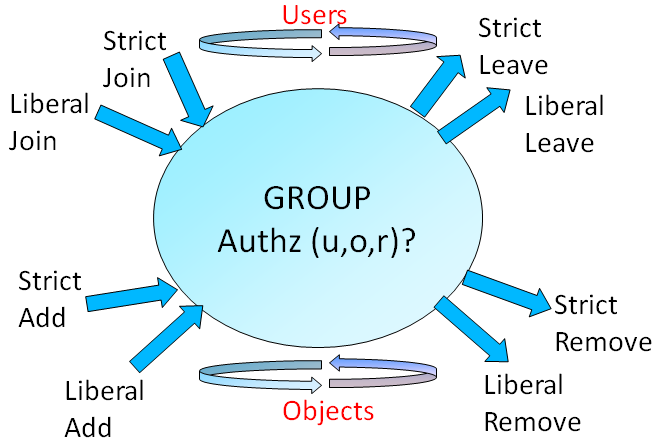 Users
Strict
Join
Strict
Leave
Liberal
Join
Liberal
Leave
GROUP
Authz (u,o,r)?
Strict
Add
Strict
Remove
Liberal
Add
Liberal
Remove
Objects